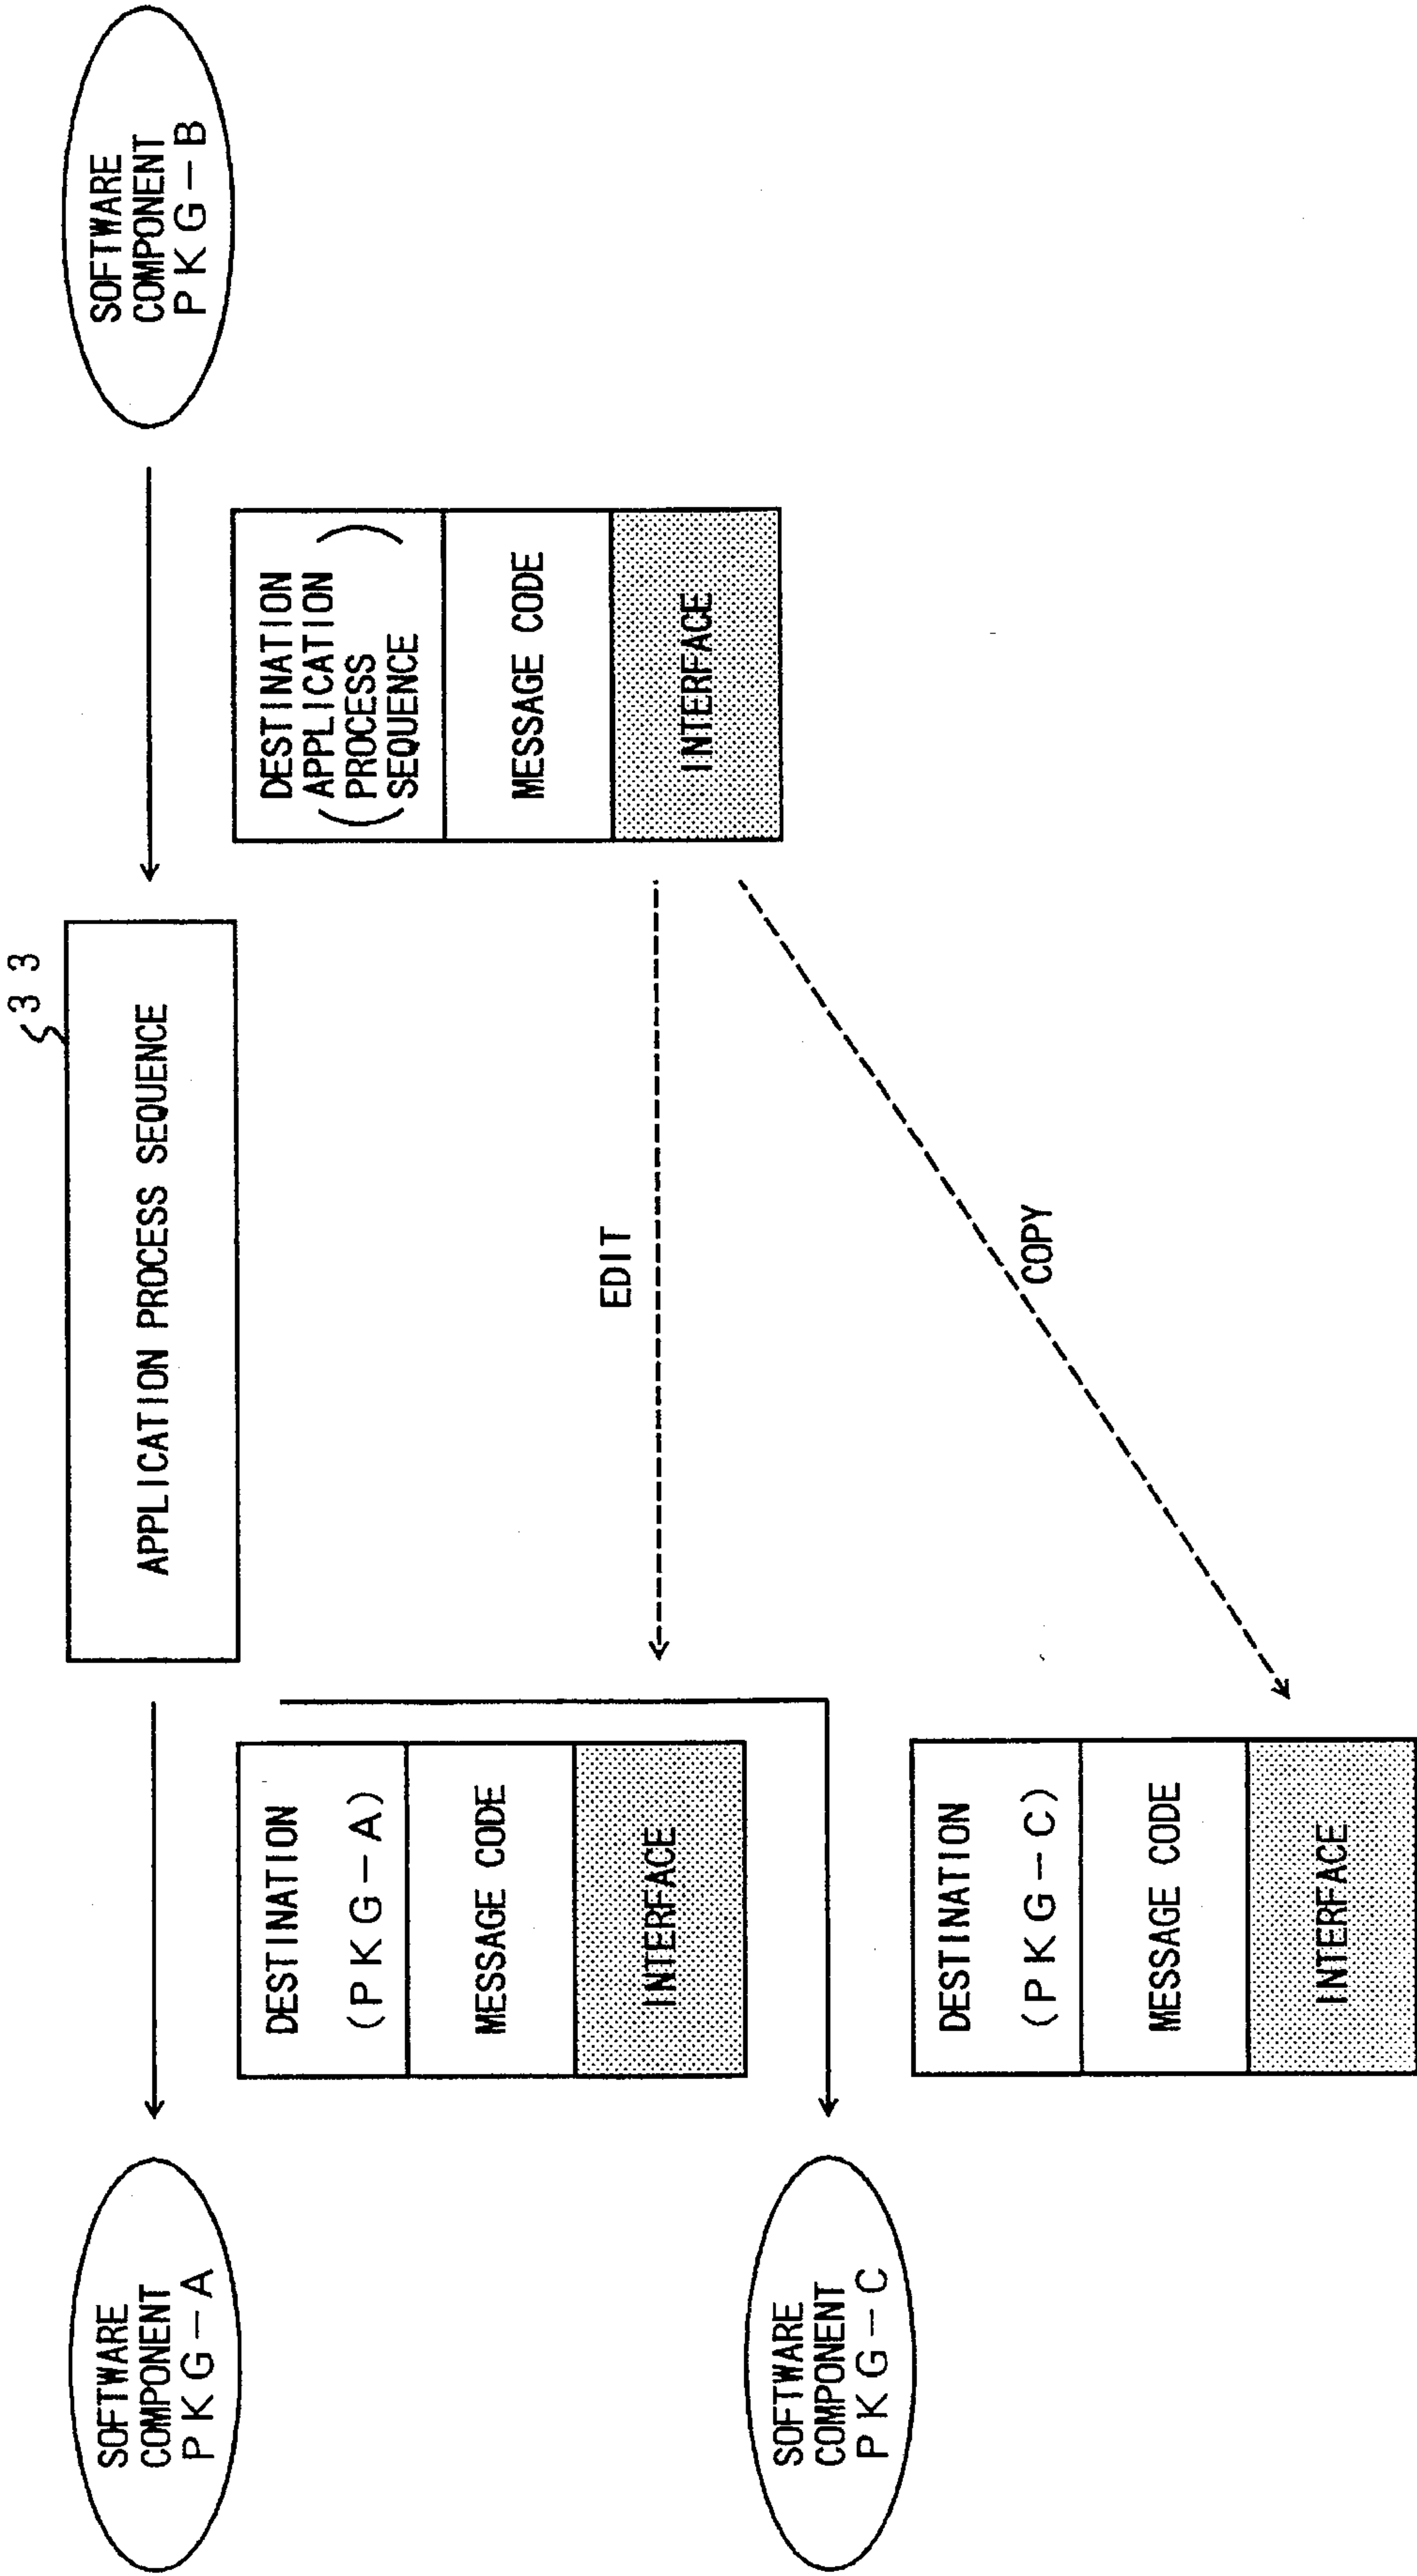 33
SOFTWARE
COMPONENT
PKG-A
APPLICATION PROCESS SEQUENCE
SOFTWARE
COMPONENT
PKG-B
DESTINATION
(PKG-A)
MESSAGE CODE
INTERFACE
DESTINATION
(APPLICATION
PROCESS
SEQUENCE)
MESSAGE CODE
INTERFACE
EDIT
SOFTWARE
COMPONENT
PKG-C
COPY
DESTINATION
(PKG-C)
MESSAGE CODE
INTERFACE